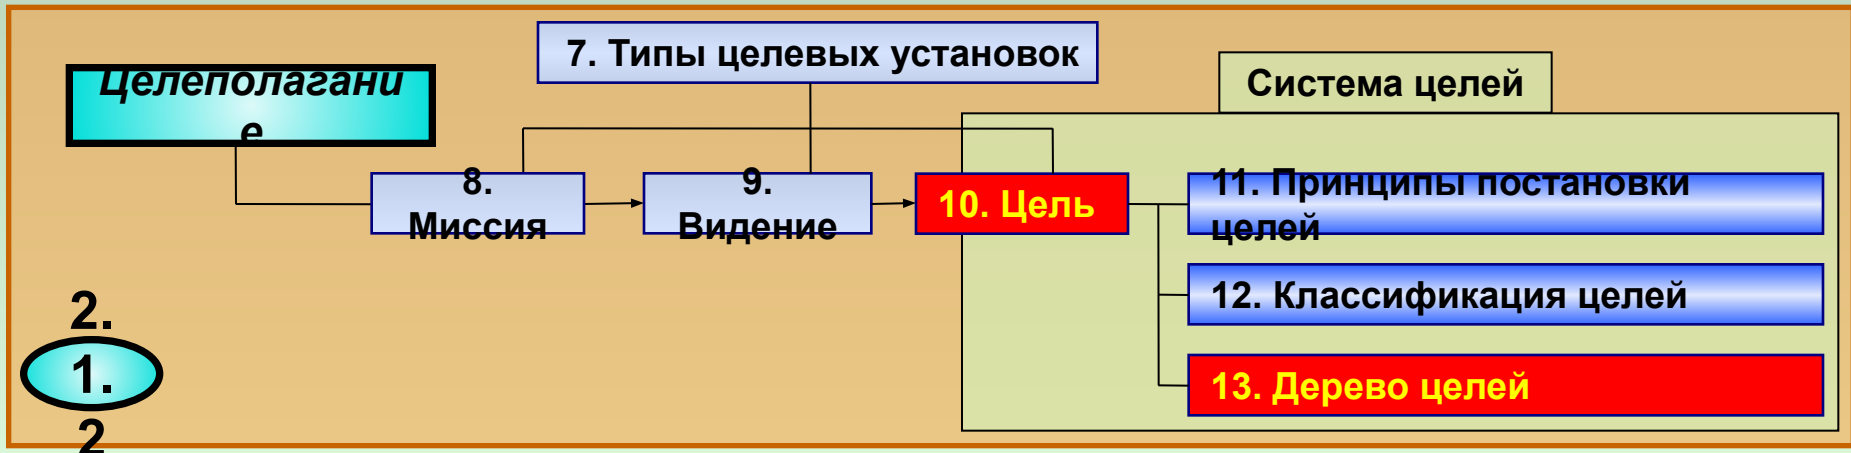 7. Типы целевых установок
Целеполагани
е
Система целей
8.
Миссия
9.
Видение
10. Цель
11. Принципы постановки
целей
12. Классификация целей
13. Дерево целей
2.
1.
2